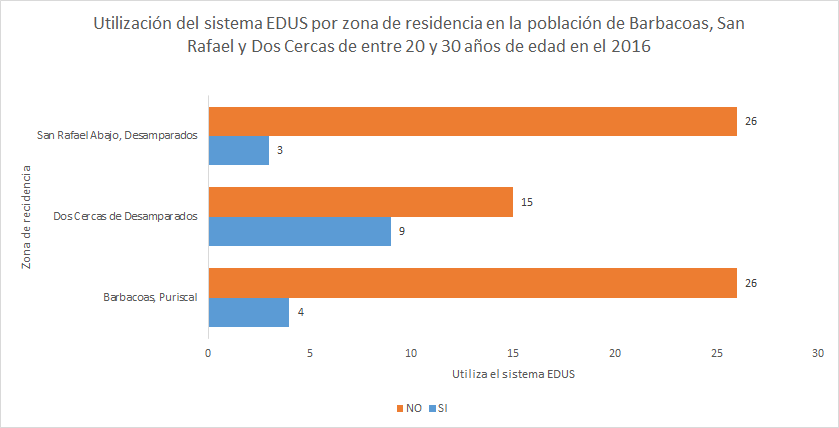 Utilización del sistema EDUS por zona de residencia en la población de Barbacoas, San
Rafael y Dos Cercas de entre 20 y 30 años de edad en el 2016
Zona de recidencia
San Rafael Abajo, Desamparados
26
3
Dos Cercas de Desamparados
15
9
Barbacoas, Puriscal
26
4
0 5 10 15 20 25 30
Utiliza el sistema EDUS
NO SI